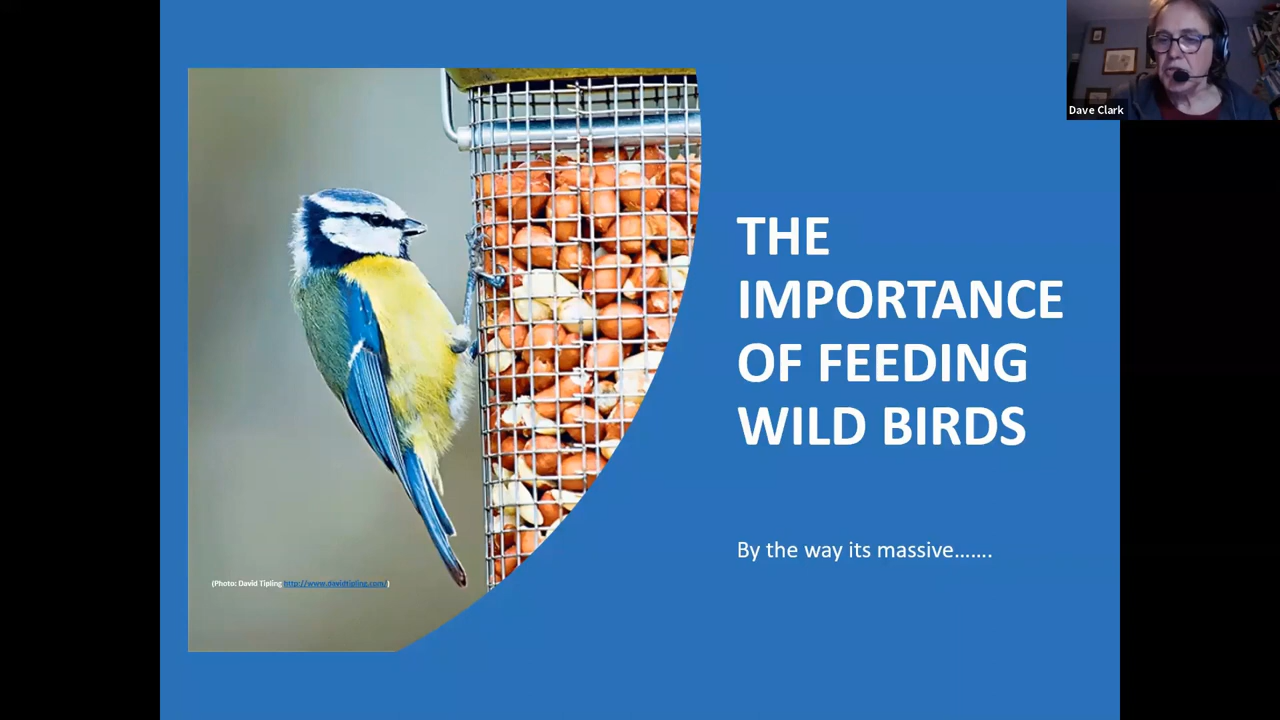 Dave Clark
THE
IMPORTANCE
OF FEEDING
WILD BIRDS
By the way its massive.......
(Photo: David Tipling http://www.davidtipling.com/)